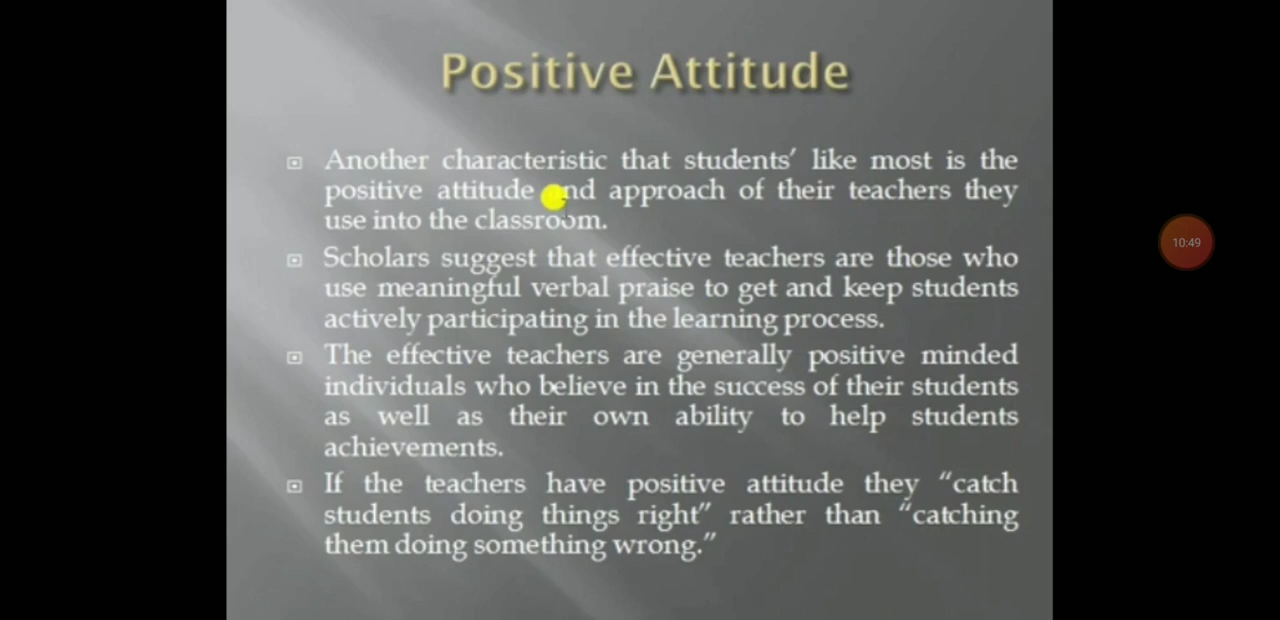 Positive Attitude
Another characteristic that students' like most is the
positive attitude and approach of their teachers they
use into the classroom.
Scholars suggest that effective teachers are those who
use meaningful verbal praise to get and keep students
actively participating in the learning process.
The effective teachers are generally positive minded
individuals who believe in the success of their students
as well as their own ability to help students
achievements.
If the teachers have positive attitude they “catch
students doing things right” rather than “catching
them doing something wrong.”
10:49